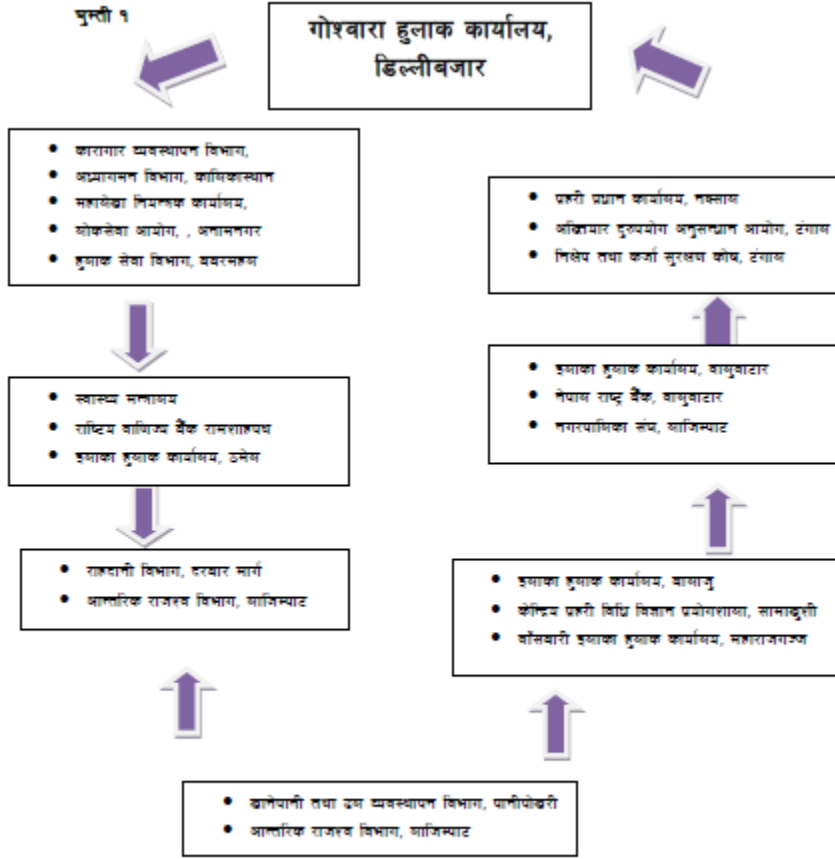 घुम्ती १
गोश्वारा हुलाक कार्यालय,
डिल्लीबजार
• कारागार व्यवस्थापन विभाग,
• अध्यागमन विभाग, कालिकास्थान
• महालेखा नियन्त्रक कार्यालय,
• लोकसेवा आयोग, , अनामनगर
• हुलाक सेवा विभाग, बबरमहल
• स्वास्थ्य मन्त्रालय
• राष्ट्रिय वाणिज्य बैंक रामशाहपथ
• इलाका हुलाक कार्यालय, ठमेल
• राहदानी विभाग, दरबार मार्ग
• आन्तरिक राजश्व विभाग, लाजिम्पाट
• खानेपानी तथा ढल व्यवस्थापन विभाग, पानीपोखरी
• आन्तरिक राजश्व विभाग, लाजिम्पाट
• इलाका हुलाक कार्यालय, बालाजु
• केन्द्रिय प्रहरी विधि विज्ञान प्रयोगशाला, सामाखुसी
• बाँसबारी इलाका हुलाक कार्यालय, महाराजगञ्ज
• इलाका हुलाक कार्यालय, बालुवाटार
• नेपाल राष्ट्र बैंक, बालुवाटार
• नगरपालिका संघ, लाजिम्पाट
• प्रहरी प्रधान कार्यालय, नक्साल
• अख्तियार दुरुपयोग अनुसन्धान आयोग, टंगाल
• निक्षेप तथा कर्जा सुरक्षण कोष, टंगाल